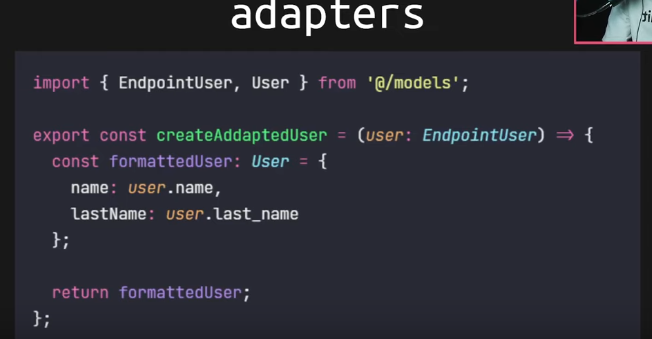 adapters
import { EndpointUser, User } from '@/models';
export const createAddaptedUser = (user: EndpointUser) => {
const formattedUser: User = {
name: user.name,
lastName: user.last_name
};
return formattedUser;
};